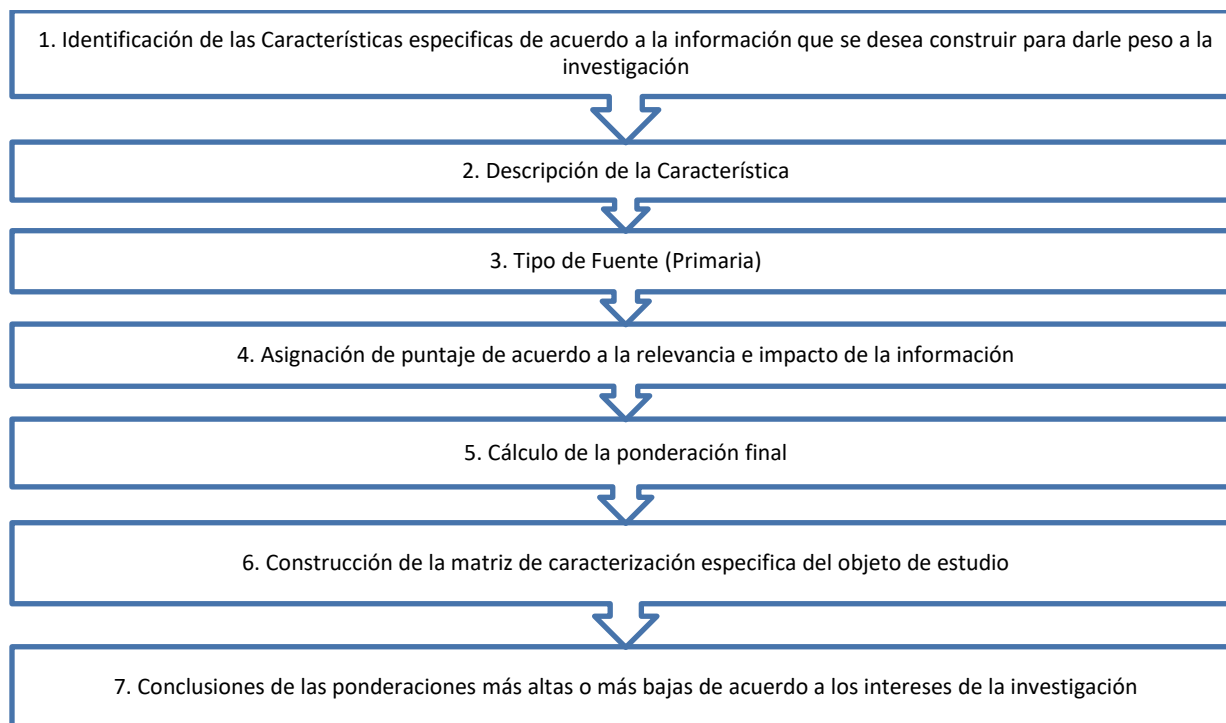 1. Identificación de las Características especificas de acuerdo a la información que se desea construir para darle peso a la
investigación
2. Descripción de la Característica
3. Tipo de Fuente (Primaria)
4. Asignación de puntaje de acuerdo a la relevancia e impacto de la información
5. Cálculo de la ponderación final
6. Construcción de la matriz de caracterización especifica del objeto de estudio
7. Conclusiones de las ponderaciones más altas o más bajas de acuerdo a los intereses de la investigación